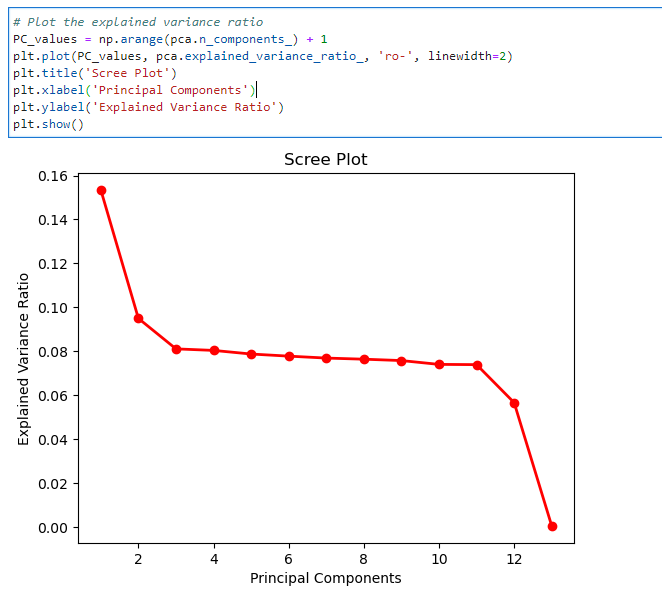 # Plot the explained variance ratio
PC_values = np.arange(pca.n_components_) + 1
plt.plot(PC_values, pca.explained_variance_ratio_, 'ro-', linewidth=2)
plt.title('Scree Plot')
plt.xlabel('Principal Components')
plt.ylabel('Explained Variance Ratio')
plt.show()
Scree Plot
0.16
0.14
0.12
0.10
0.08
0.06
0.04
0.02
0.00
Explained Variance Ratio
2 4 6 8 10 12
Principal Components